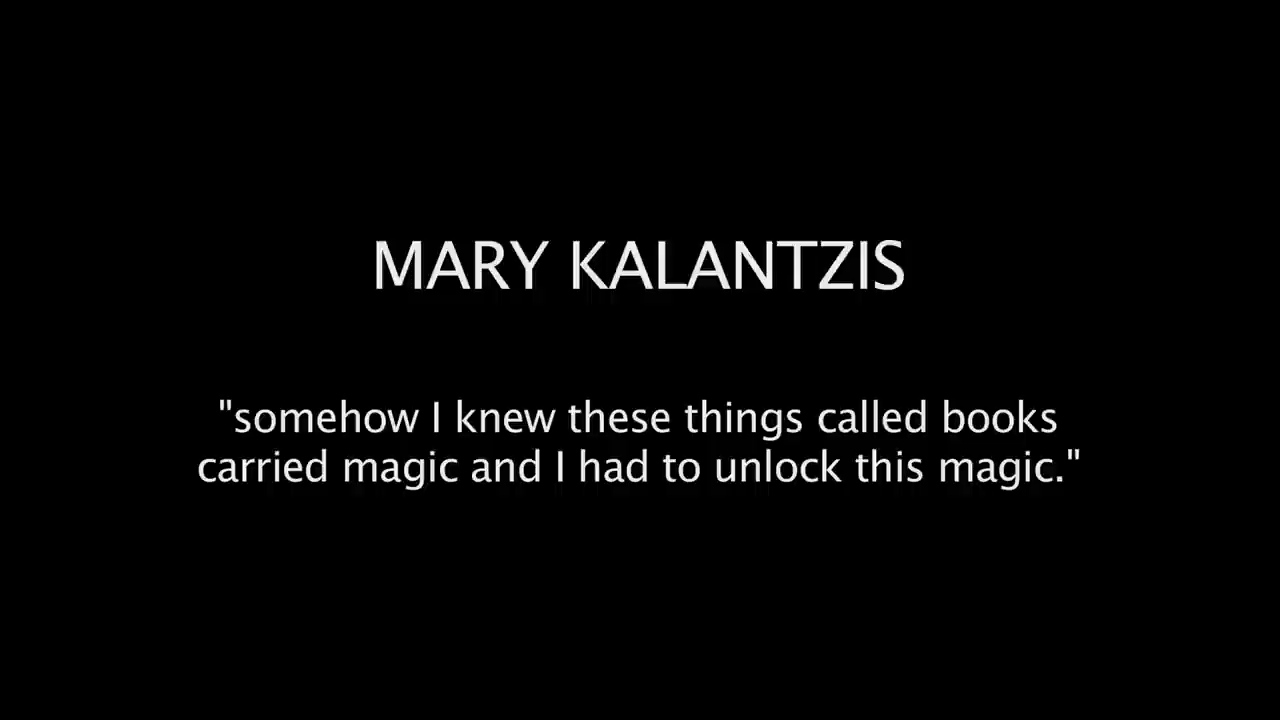 MARY KALANTZIS
"somehow I knew these things called books
carried magic and I had to unlock this magic."